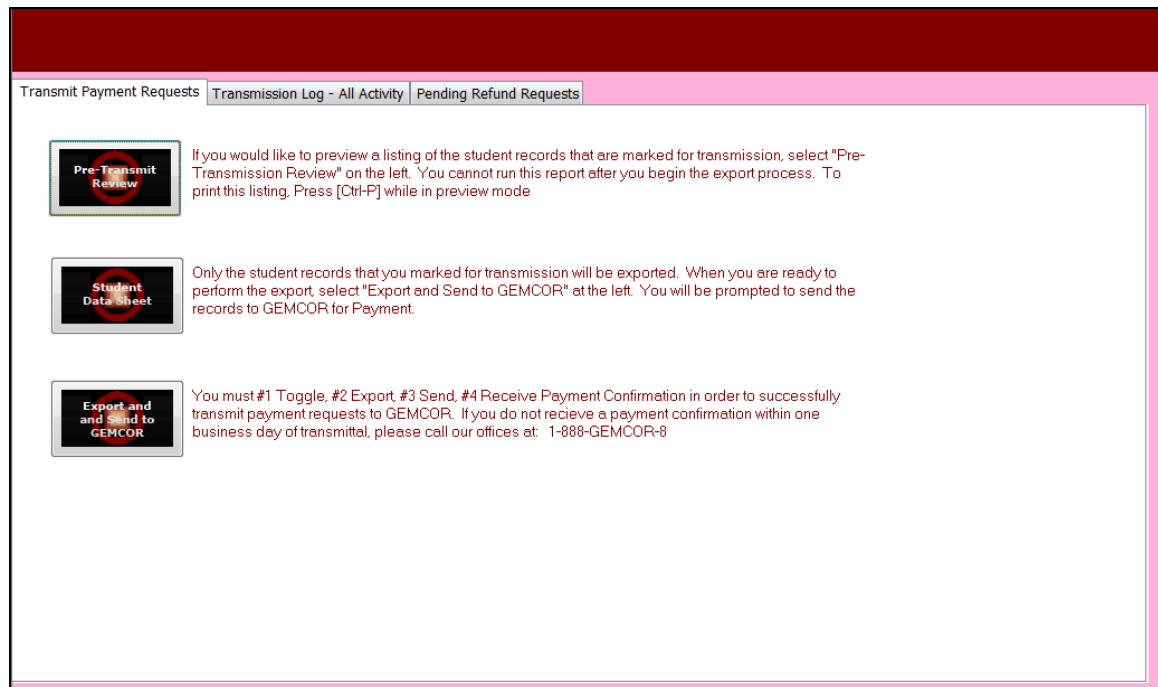 Transmit Payment Requests
Transmission Log - All Activity
Pending Refund Requests
Pre-Transmit
Review
If you would like to preview a listing of the student records that are marked for transmission, select "Pre-
Transmission Review" on the left. You cannot run this report after you begin the export process. To
print this listing, Press [Ctrl-P] while in preview mode
Student
Data Sheet
Only the student records that you marked for transmission will be exported. When you are ready to
perform the export, select "Export and Send to GEMCOR" at the left. You will be prompted to send the
records to GEMCOR for Payment.
Export and
and Send to
GEMCOR
You must #1 Toggle, #2 Export, #3 Send, #4 Receive Payment Confirmation in order to successfully
transmit payment requests to GEMCOR. If you do not recieve a payment confirmation within one
business day of transmittal, please call our offices at: 1-888-GEMCOR-8